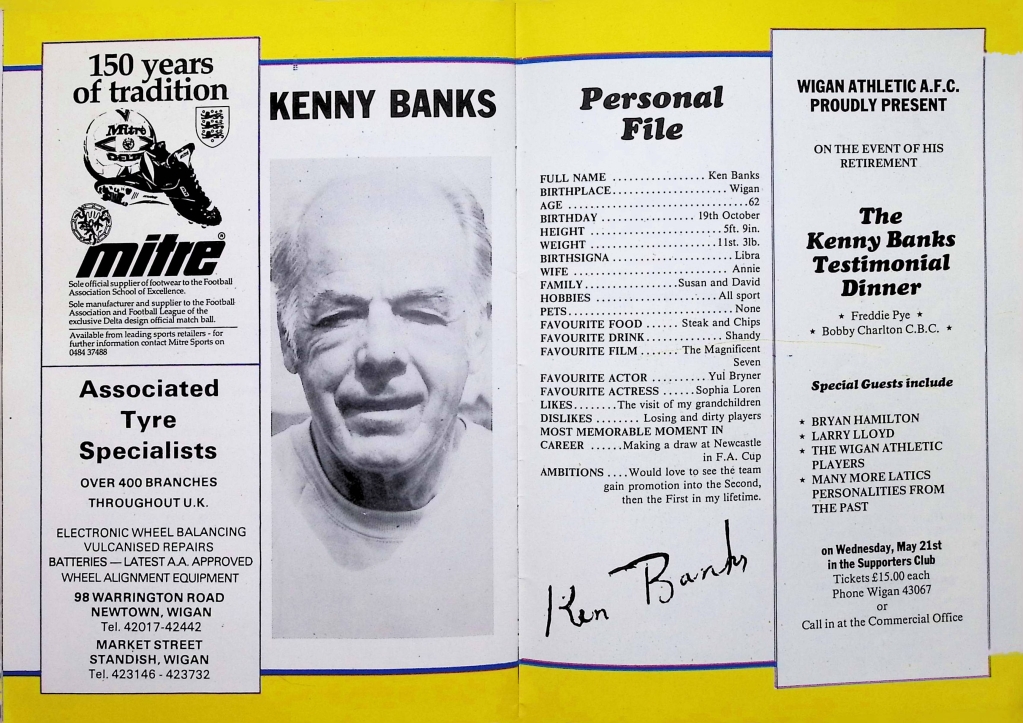 150 years
of tradition
Mitre
DELTA
mitre®
Sole official supplier of footwear to the Football
Association School of Excellence.
Sole manufacturer and supplier to the Football
Association and Football League of the
exclusive Delta design official match ball.
Available from leading sports retailers - for
further information contact Mitre Sports on
0484 37488
Associated
Tyre
Specialists
OVER 400 BRANCHES
THROUGHOUT U.K.
ELECTRONIC WHEEL BALANCING
VULCANISED REPAIRS
BATTERIES — LATEST A.A. APPROVED
WHEEL ALIGNMENT EQUIPMENT
98 WARRINGTON ROAD
NEWTOWN, WIGAN
Tel. 42017-42442
MARKET STREET
STANDISH, WIGAN
Tel. 423146 - 423732
KENNY BANKS
Personal
File
FULL NAME ................. Ken Banks
BIRTHPLACE..................... Wigan
AGE .................................62
BIRTHDAY .................. 19th October
HEIGHT ......................... 5ft. 9in.
WEIGHT ....................... 11st. 3lb.
BIRTHSIGNA........................Libra
WIFE ............................. Annie
FAMILY..................Susan and David
HOBBIES ....................... All sport
PETS.............................. None
FAVOURITE FOOD ...... Steak and Chips
FAVOURITE DRINK............... Shandy
FAVOURITE FILM ....... The Magnificent
Seven
FAVOURITE ACTOR ......... Yul Bryner
FAVOURITE ACTRESS ......Sophia Loren
LIKES........The visit of my grandchildren
DISLIKES ........ Losing and dirty players
MOST MEMORABLE MOMENT IN
CAREER ......Making a draw at Newcastle
in F.A. Cup
AMBITIONS ....Would love to see the team
gain promotion into the Second,
then the First in my lifetime.
Ken Banks
WIGAN ATHLETIC A.F.C.
PROUDLY PRESENT
ON THE EVENT OF HIS
RETIREMENT
The
Kenny Banks
Testimonial
Dinner
★ Freddie Pye ★
★ Bobby Charlton C.B.C. ★
Special Guests include
★ BRYAN HAMILTON
★ LARRY LLOYD
★ THE WIGAN ATHLETIC
PLAYERS
★ MANY MORE LATICS
PERSONALITIES FROM
THE PAST
on Wednesday, May 21st
in the Supporters Club
Tickets £15.00 each
Phone Wigan 43067
or
Call in at the Commercial Office